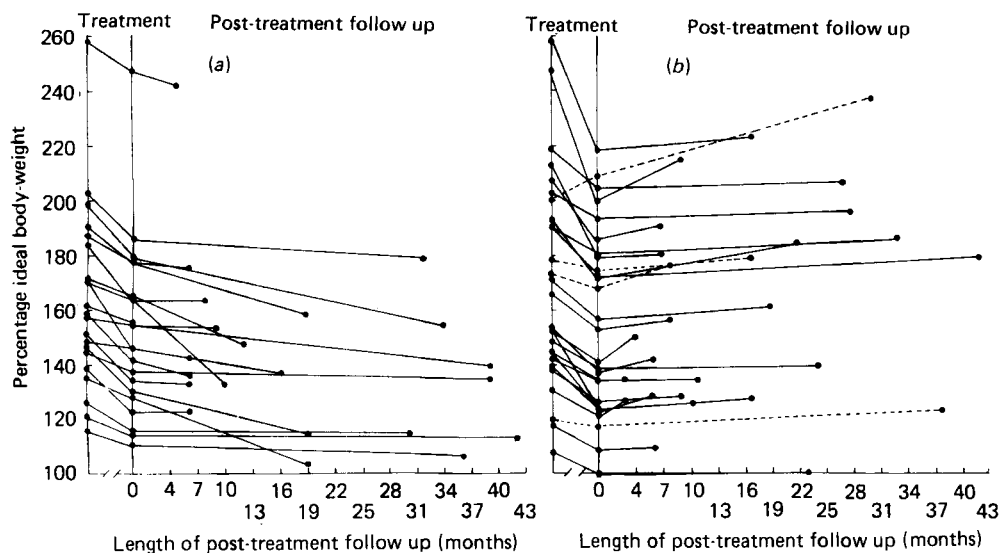 Treatment Post-treatment follow up
(a)
Percentage ideal body-weight
260
240
220
200
180
160
140
120
100
0 4 7 10 16 22 28 34 40
13 19 25 31 37 43
Length of post-treatment follow up (months)
Treatment Post-treatment follow up
(b)
0 4 7 10 16 22 28 34 40
13 19 25 31 37 43
Length of post-treatment follow up (months)